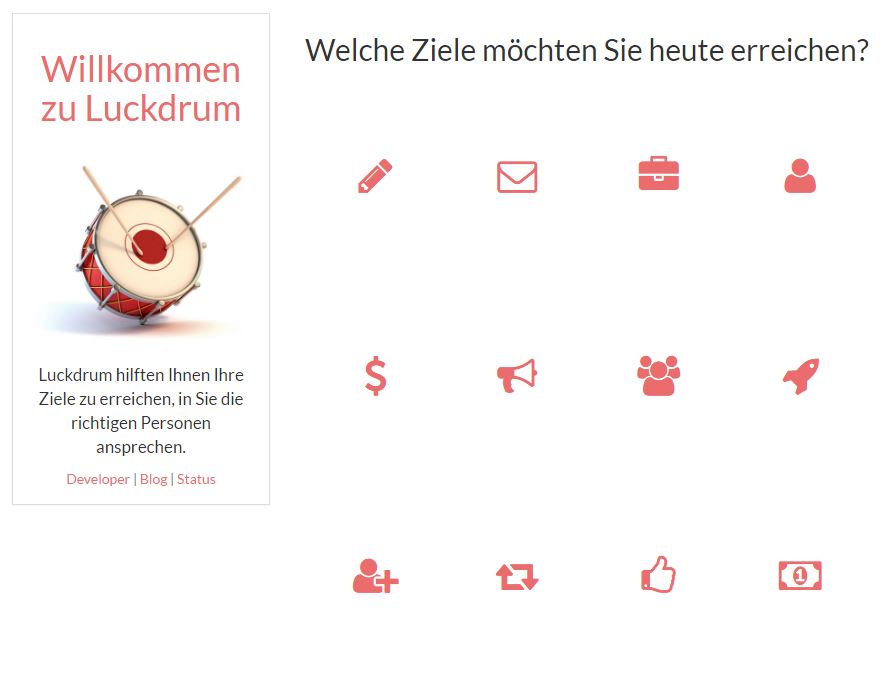 Willkommen
zu Luckdrum
Luckdrum hilften Ihnen Ihre
Ziele zu erreichen, in Sie die
richtigen Personen
ansprechen.
Developer | Blog | Status
Welche Ziele möchten Sie heute erreichen?
$
1